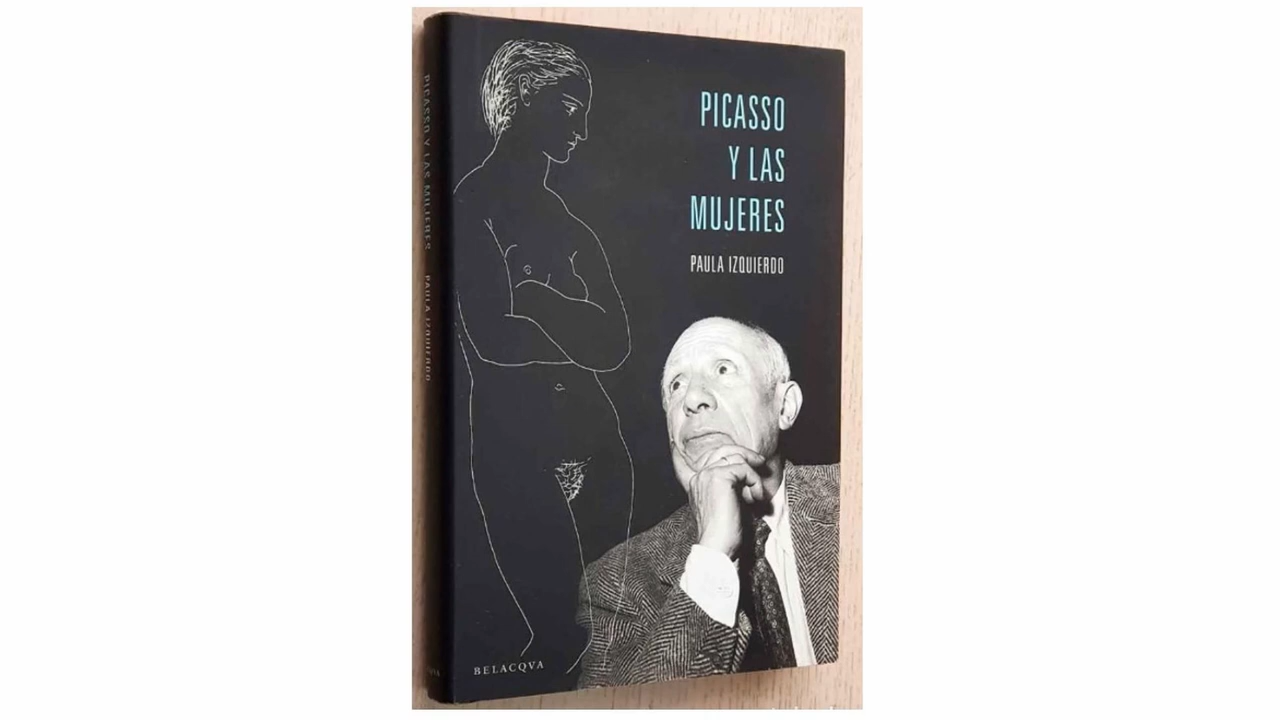 PICASSO
Y LAS
MUJERES
PAULA IZQUIERDO
BELACQVA
PICASSO Y LAS MUJERES PAULA IZQUIERDO